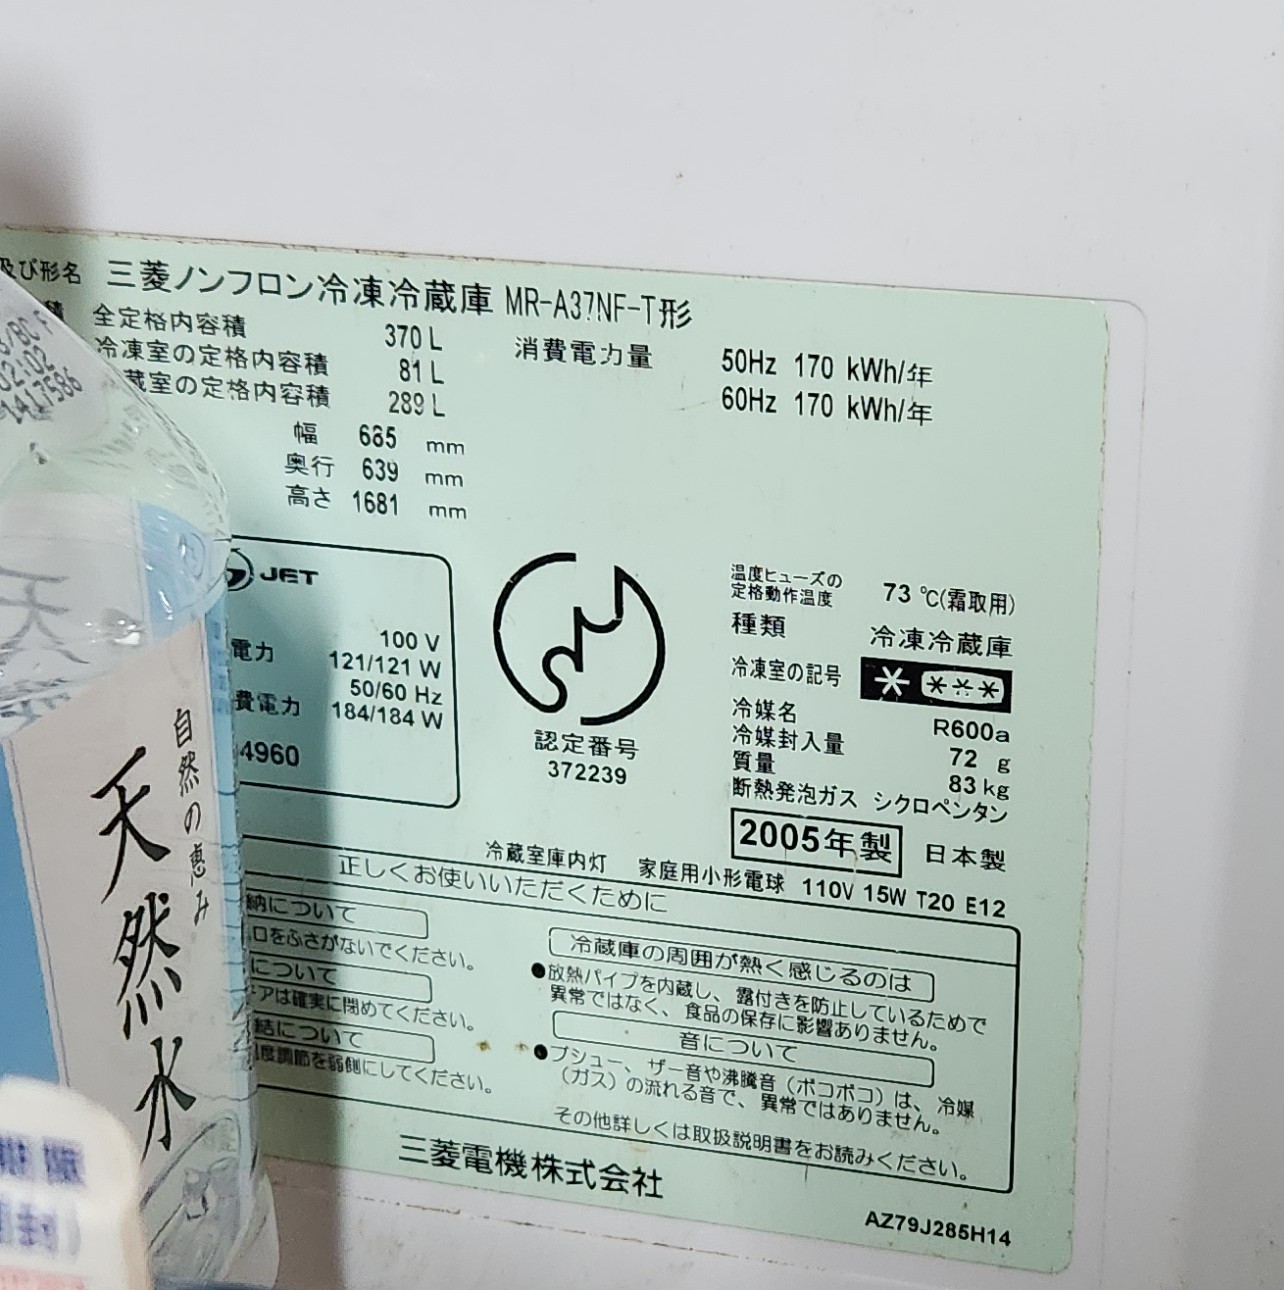 及び形名 三菱ノンフロン冷凍冷蔵庫 MR-A37NF-T形
積 全定格内容積 370 L
冷凍室の定格内容積 81 L
蔵室の定格内容積 289 L
消費電力量 50Hz 170 kWh/年
60Hz 170 kWh/年
幅 685 mm
奥行 639 mm
高さ 1681 mm
JET
100 V
電力 121/121 W
50/60 Hz
費電力 184/184 W
4960
認定番号
372239
温度ヒューズの
定格動作温度 73 ℃(霜取用)
種類 冷凍冷蔵庫
冷凍室の記号
冷媒名 R600a
冷媒封入量 72 g
質量 83 kg
断熱発泡ガス シクロペンタン
2005年製 日本製
冷蔵室庫内灯 家庭用小形電球 110V 15W T20 E12
正しくお使いいただくために
納について
口をふさがないでください。
について
ドアは確実に閉めてください。
結について
度調節を弱側にしてください。
冷蔵庫の周囲が熱く感じるのは
●放熱パイプを内蔵し、露付きを防止しているためで
異常ではなく、食品の保存に影響ありません。
音について
●プシュー、ザー音や沸騰音（ポコポコ）は、冷媒
（ガス）の流れる音で、異常ではありません。
その他詳しくは取扱説明書をお読みください。
三菱電機株式会社
AZ79J285H14
/BC F
02:02
1417586
自然の恵み
天然水